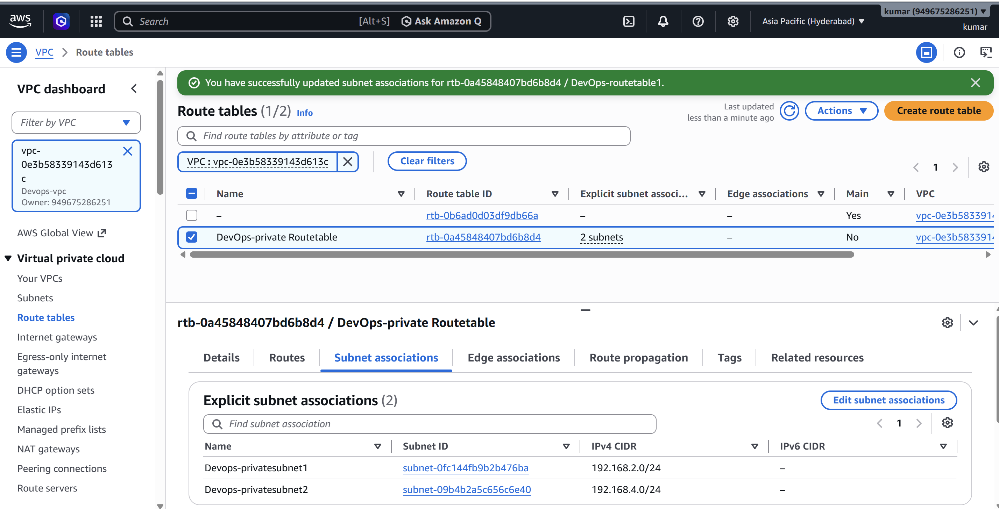 aws
Search [Alt+S] Ask Amazon Q
Asia Pacific (Hyderabad)
kumar (949675286251)
kumar
VPC > Route tables
VPC dashboard
Filter by VPC
vpc-
0e3b58339143d613
c
Devops-vpc
Owner: 949675286251
AWS Global View
Virtual private cloud
Your VPCs
Subnets
Route tables
Internet gateways
Egress-only internet
gateways
DHCP option sets
Elastic IPs
Managed prefix lists
NAT gateways
Peering connections
Route servers
You have successfully updated subnet associations for rtb-0a45848407bd6b8d4 / DevOps-routetable1.
Route tables (1/2) Info
Last updated
less than a minute ago
Actions
Create route table
Find route tables by attribute or tag
VPC : vpc-0e3b58339143d613c
Clear filters
1
Name Route table ID Explicit subnet associ... Edge associations Main VPC
– rtb-0b6ad0d03df9db66a – – Yes vpc-0e3b583391
DevOps-private Routetable rtb-0a45848407bd6b8d4 2 subnets – No vpc-0e3b583391
rtb-0a45848407bd6b8d4 / DevOps-private Routetable
Details Routes Subnet associations Edge associations Route propagation Tags Related resources
Explicit subnet associations (2)
Edit subnet associations
Find subnet association
1
Name Subnet ID IPv4 CIDR IPv6 CIDR
Devops-privatesubnet1 subnet-0fc144fb9b2b476ba 192.168.2.0/24 –
Devops-privatesubnet2 subnet-09b4b2a5c656c6e40 192.168.4.0/24 –